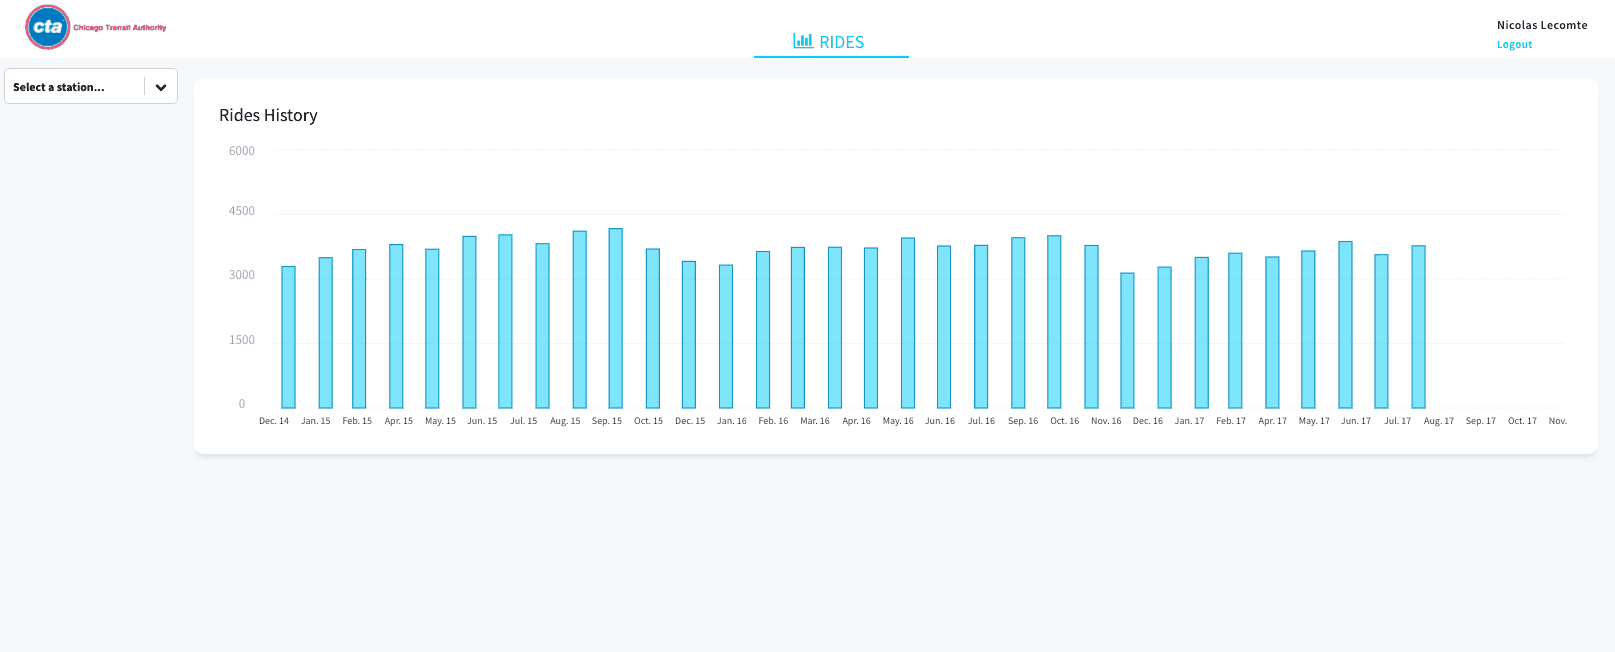 cta Chicago Transit Authority
RIDES
Nicolas Lecomte
Logout
Select a station...
Rides History
6000
4500
3000
1500
0
Dec. 14 Jan. 15 Feb. 15 Apr. 15 May. 15 Jun. 15 Jul. 15 Aug. 15 Sep. 15 Oct. 15 Dec. 15 Jan. 16 Feb. 16 Mar. 16 Apr. 16 May. 16 Jun. 16 Jul. 16 Sep. 16 Oct. 16 Nov. 16 Dec. 16 Jan. 17 Feb. 17 Apr. 17 May. 17 Jun. 17 Jul. 17 Aug. 17 Sep. 17 Oct. 17 Nov.